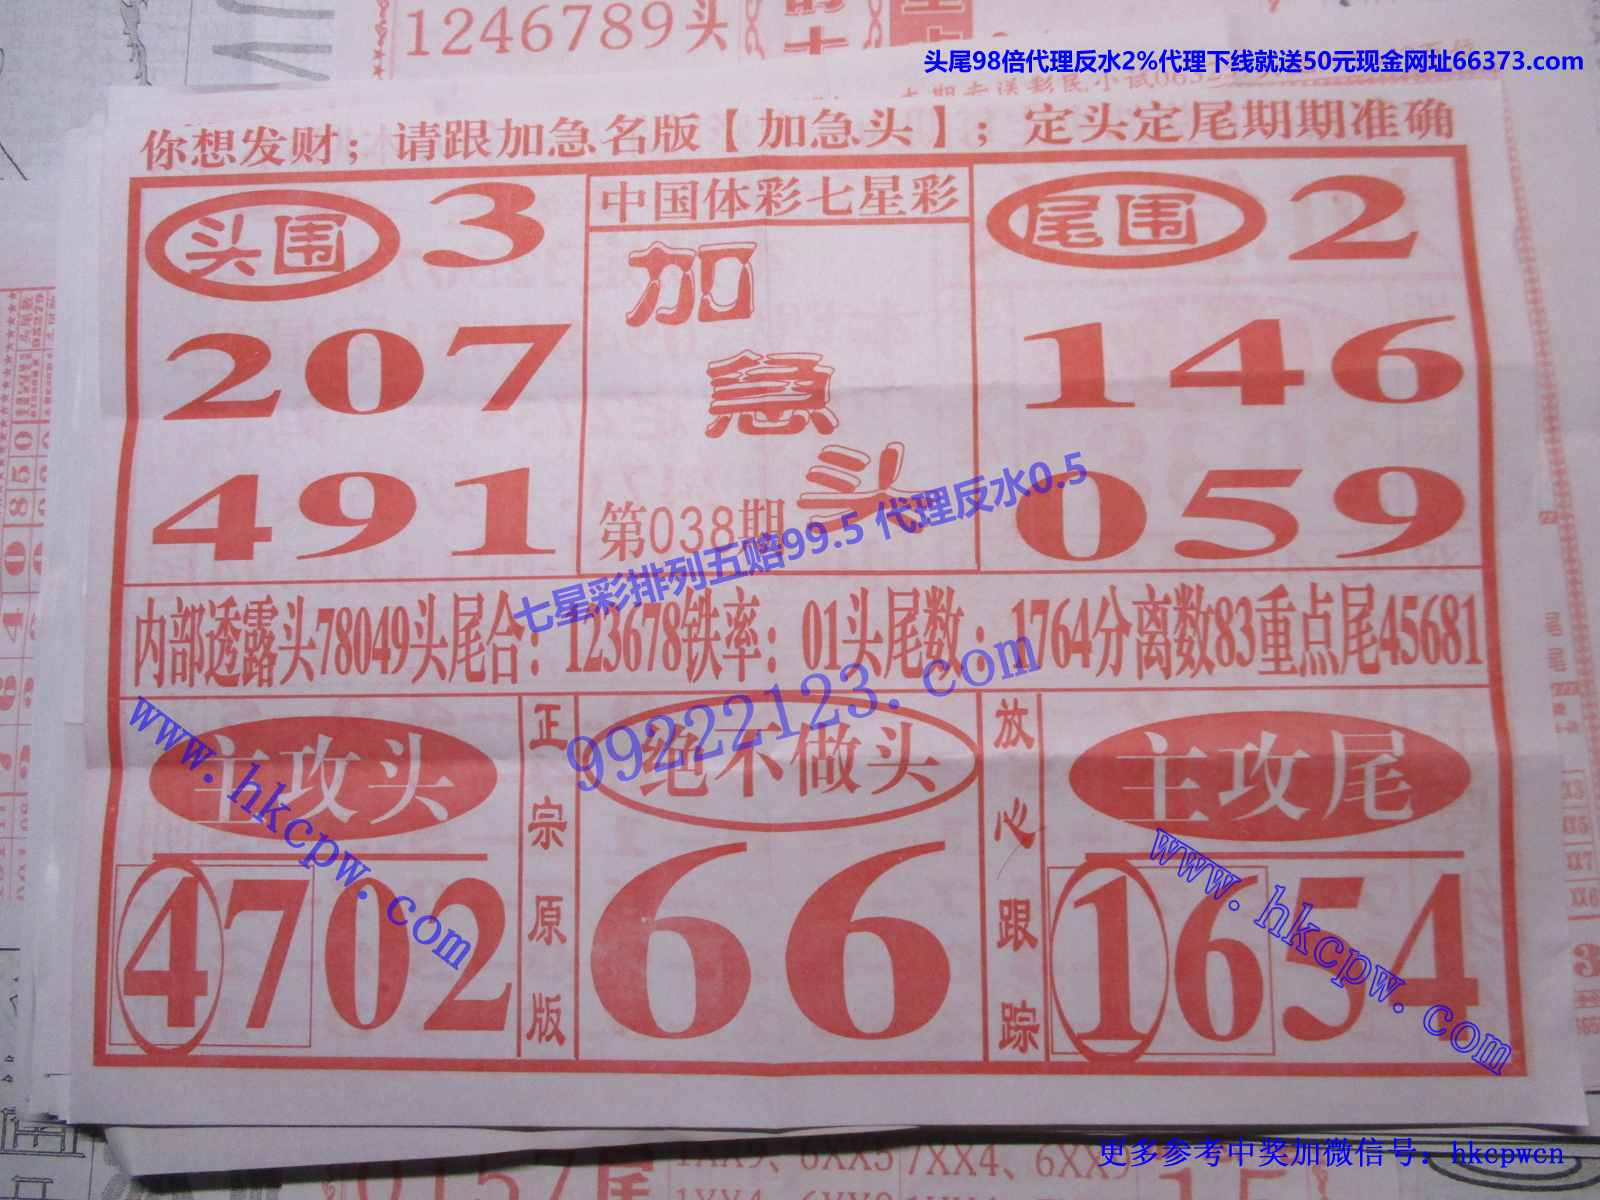 1246789头
头尾98倍代理反水2%代理下线就送50元现金网址66373.com
你想发财；请跟加急名版【加急头】；定头定尾期期准确
头围 3
207
491
中国体彩七星彩
加急头
第038期
尾围 2
146
059
七星彩排列五赔99.5 代理反水0.5
内部透露头78049头尾合：123678铁率：01头尾数：1764分离数83重点尾45681
99222123.com
主攻头
4702
正宗原版
绝不做头
66
放心跟踪
主攻尾
1654
www.hkcpw.com
www.hkcpw.com
更多参考中奖加微信号：hkcpwcn